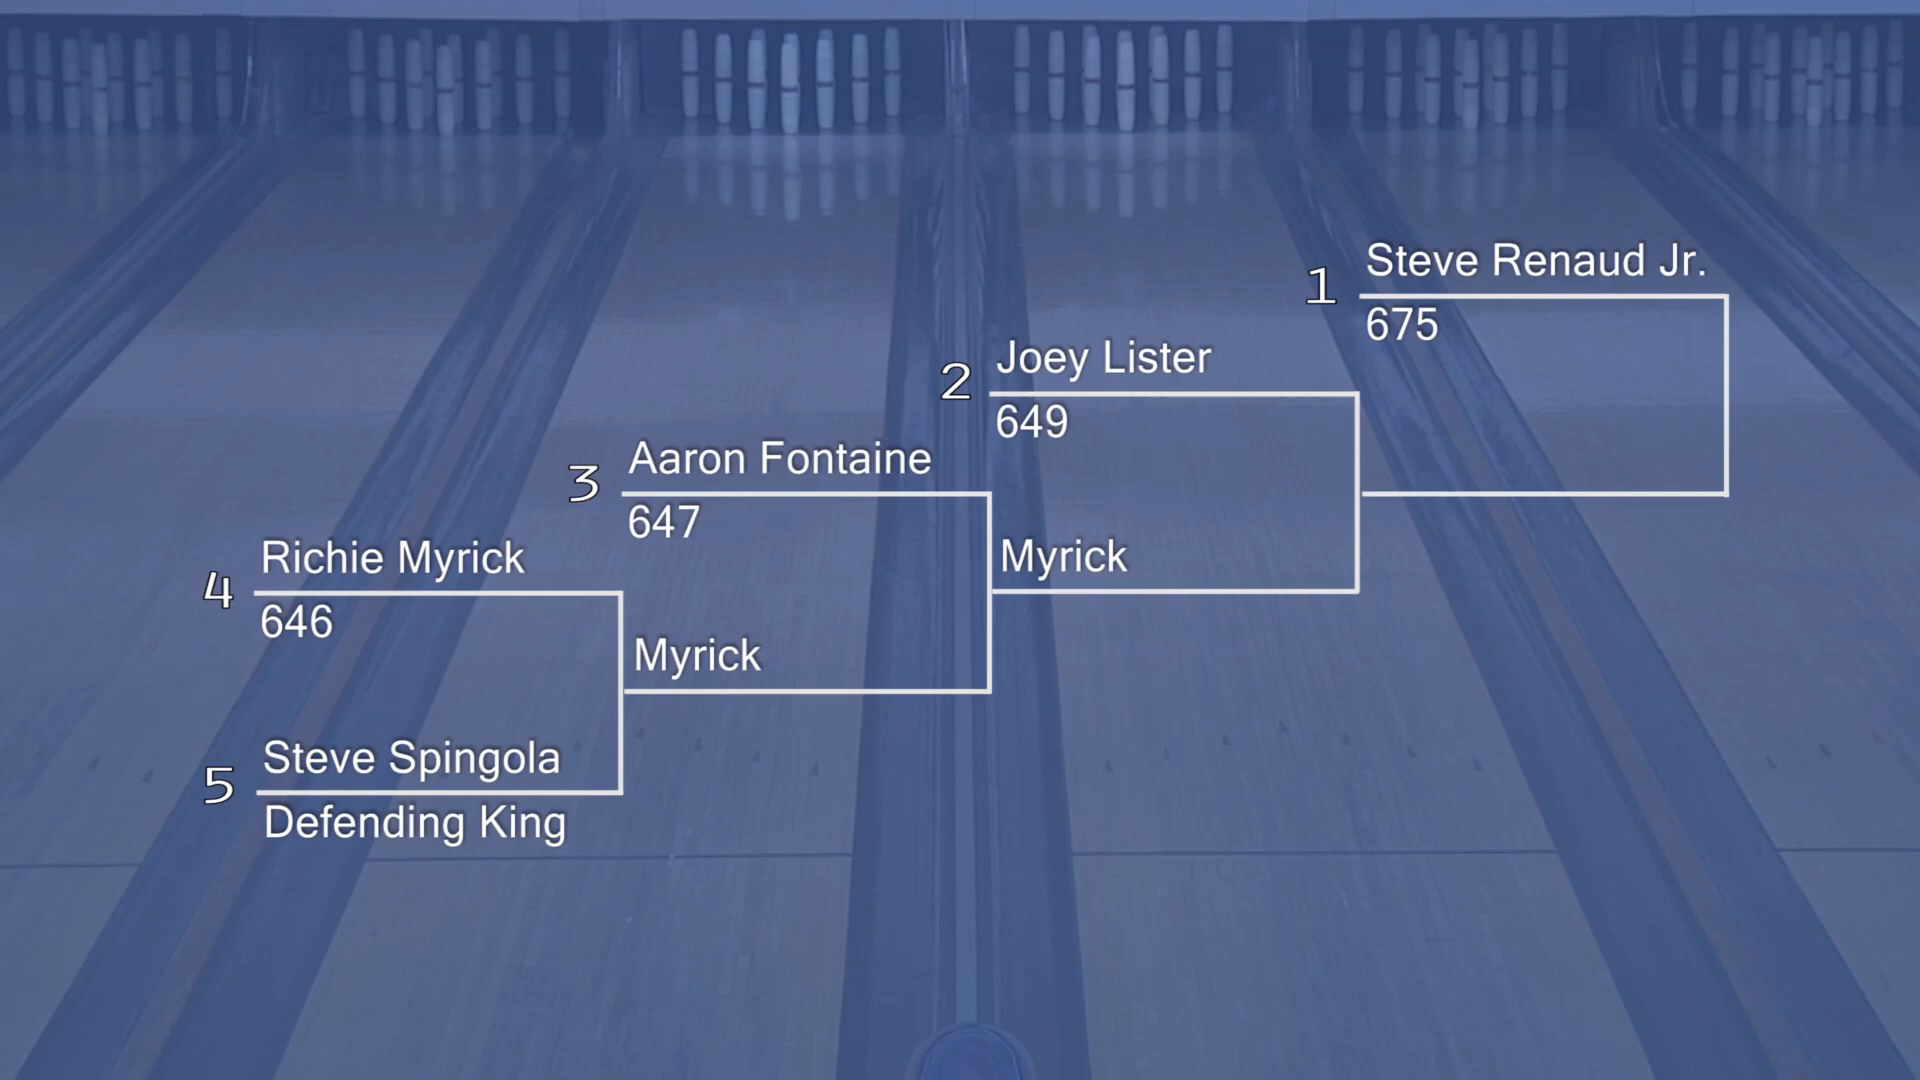 1 Steve Renaud Jr.
675
2 Joey Lister
649
3 Aaron Fontaine
647
Myrick
4 Richie Myrick
646
Myrick
5 Steve Spingola
Defending King